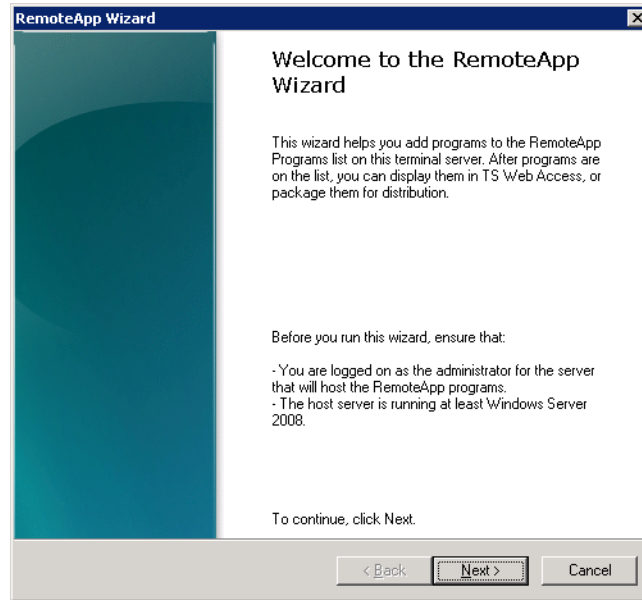 RemoteApp Wizard
Welcome to the RemoteApp
Wizard
This wizard helps you add programs to the RemoteApp
Programs list on this terminal server. After programs are
on the list, you can display them in TS Web Access, or
package them for distribution.
Before you run this wizard, ensure that:
- You are logged on as the administrator for the server
that will host the RemoteApp programs.
- The host server is running at least Windows Server
2008.
To continue, click Next.
< Back
Next >
Cancel